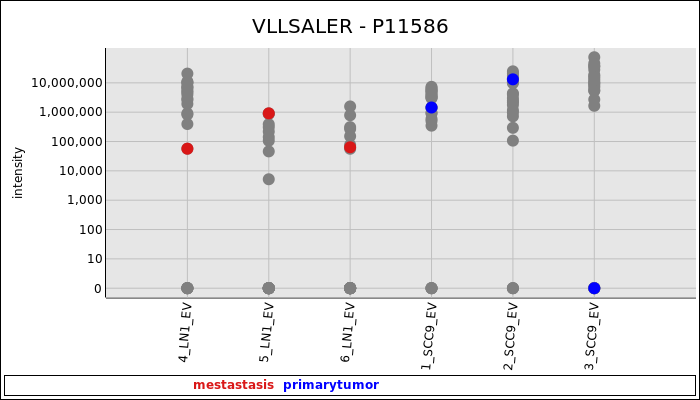 VLLSALER - P11586
10,000,000
1,000,000
100,000
10,000
1,000
100
10
0
intensity
4_LN1_EV
5_LN1_EV
6_LN1_EV
1_SCC9_EV
2_SCC9_EV
3_SCC9_EV
mestastasis primarytumor